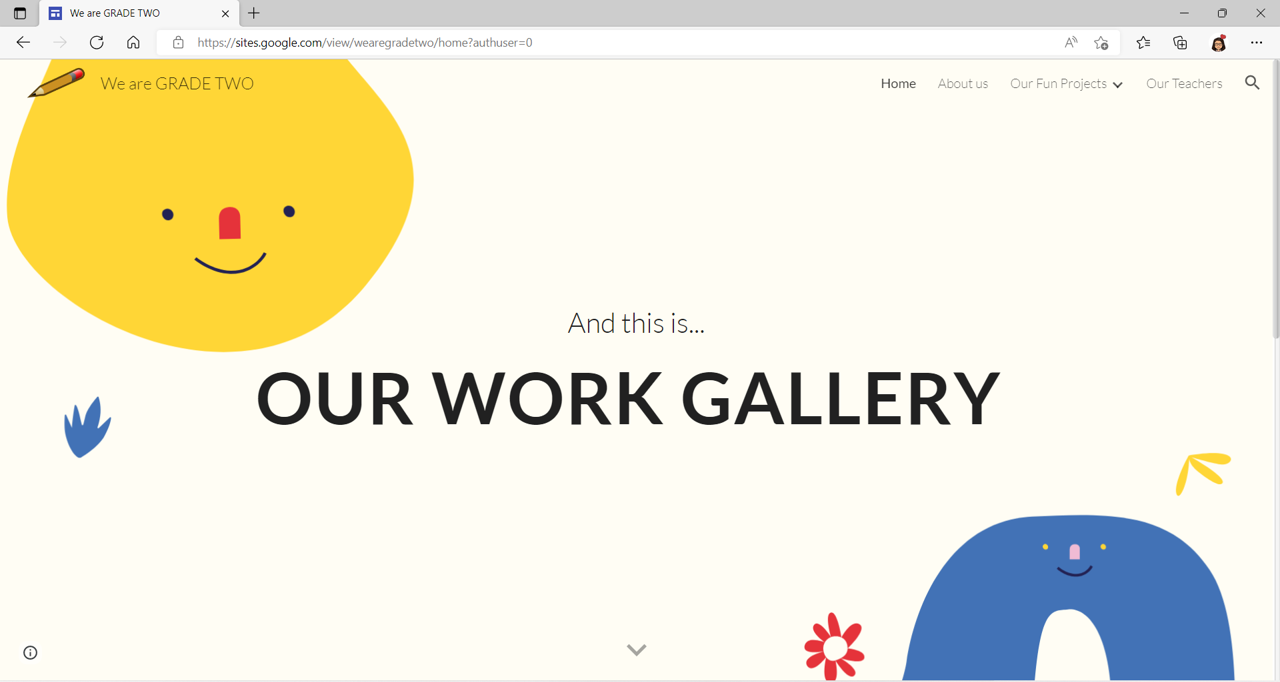 We are GRADE TWO
https://sites.google.com/view/wearegradetwo/home?authuser=0
We are GRADE TWO
Home
About us
Our Fun Projects
Our Teachers
And this is...
OUR WORK GALLERY